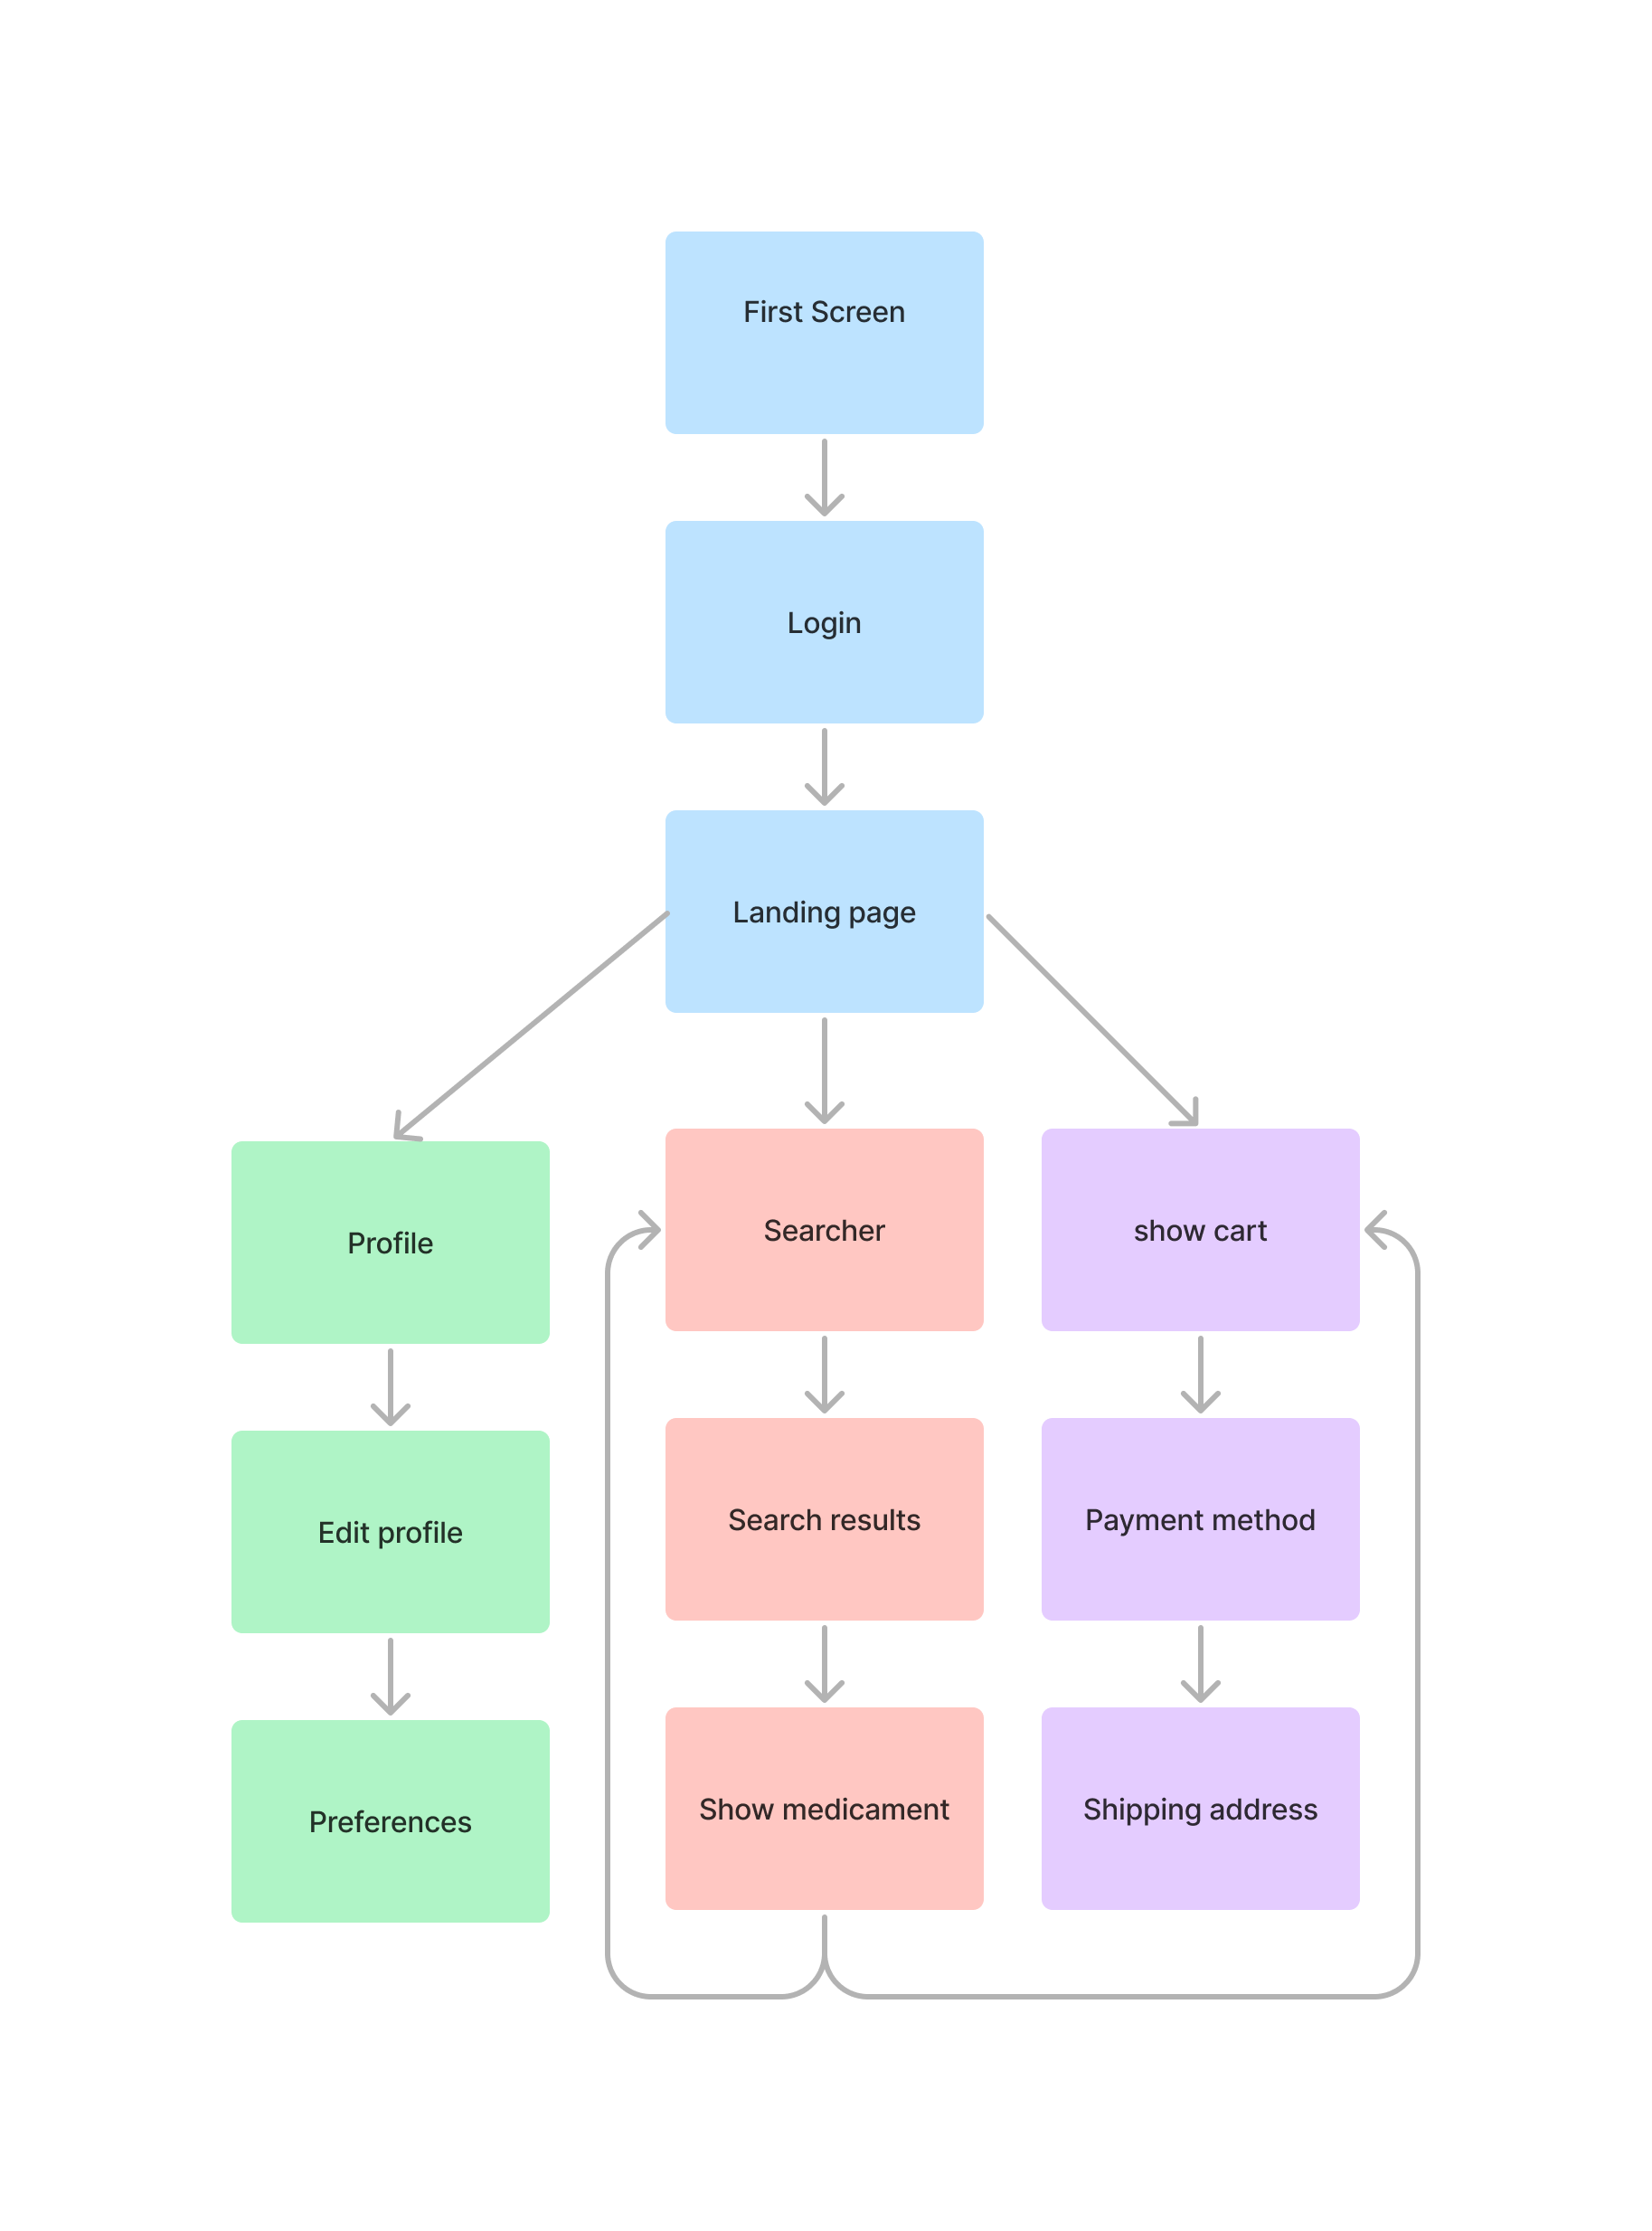 First Screen
Login
Landing page
Profile
Searcher
show cart
Edit profile
Search results
Payment method
Preferences
Show medicament
Shipping address